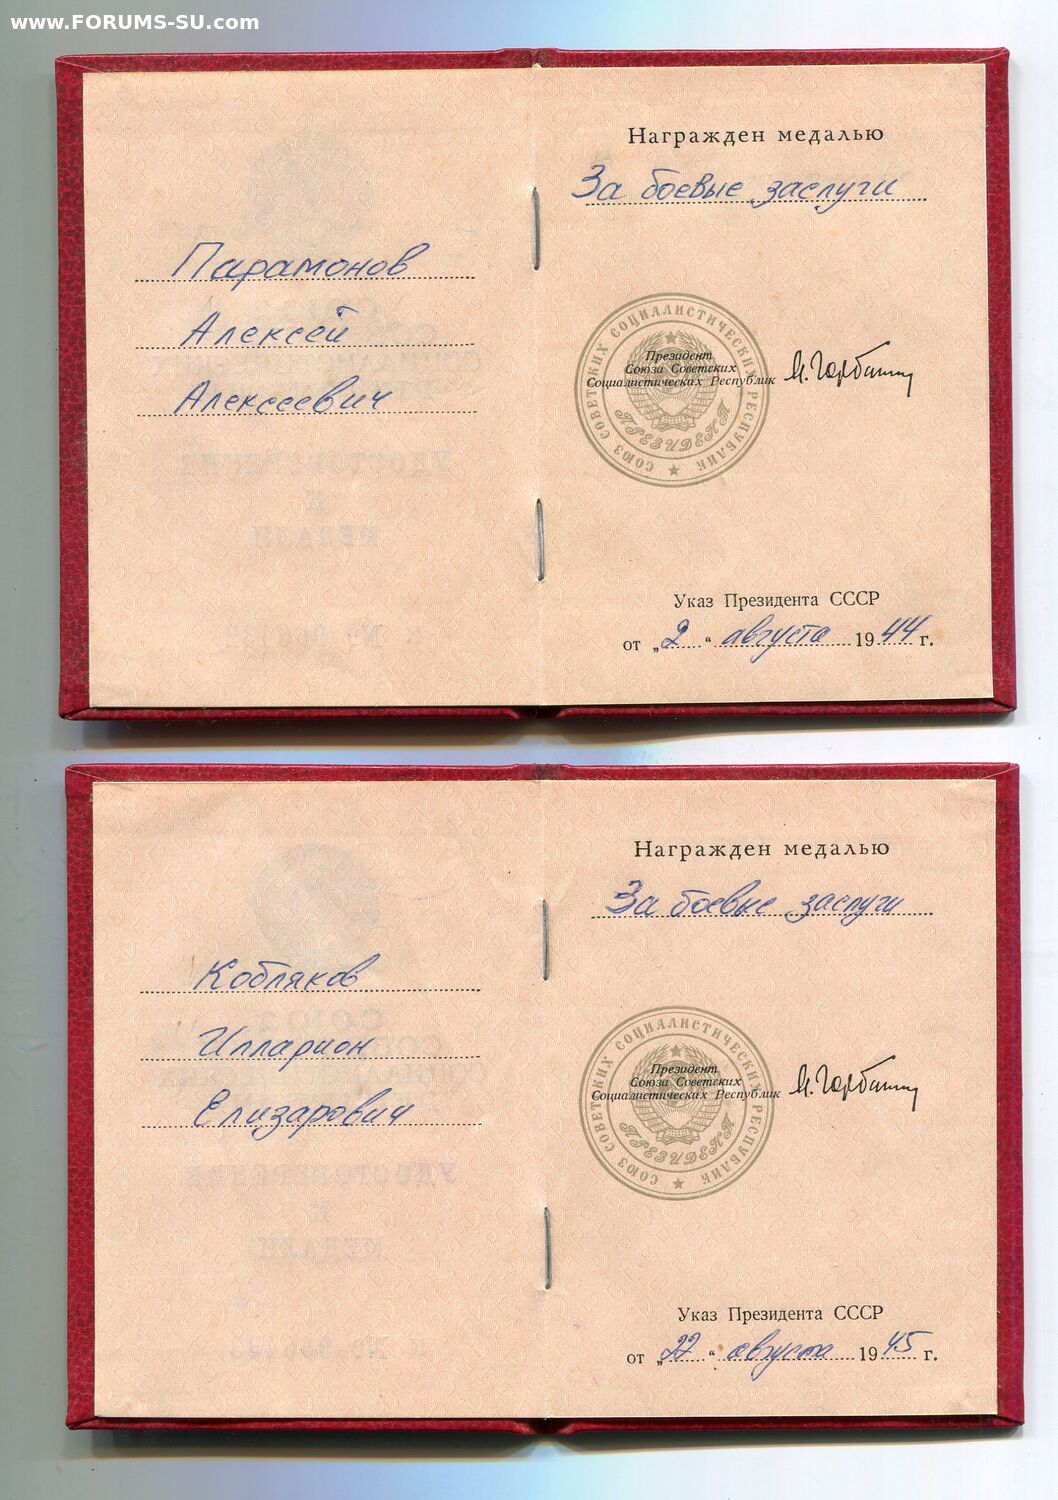 www.FORUMS-SU.com
Парамонов
Алексей
Алексеевич
Награжден медалью
За боевые заслуги
СОЮЗ СОВЕТСКИХ СОЦИАЛИСТИЧЕСКИХ РЕСПУБЛИК
ПРЕЗИДЕНТ
Президент
Союза Советских
Социалистических Республик
М. Горбачев
Указ Президента СССР
от „2“ августа 1944 г.
Кобляков
Илларион
Елизарович
Награжден медалью
За боевые заслуги
СОЮЗ СОВЕТСКИХ СОЦИАЛИСТИЧЕСКИХ РЕСПУБЛИК
ПРЕЗИДЕНТ
Президент
Союза Советских
Социалистических Республик
М. Горбачев
Указ Президента СССР
от „22“ августа 1945 г.